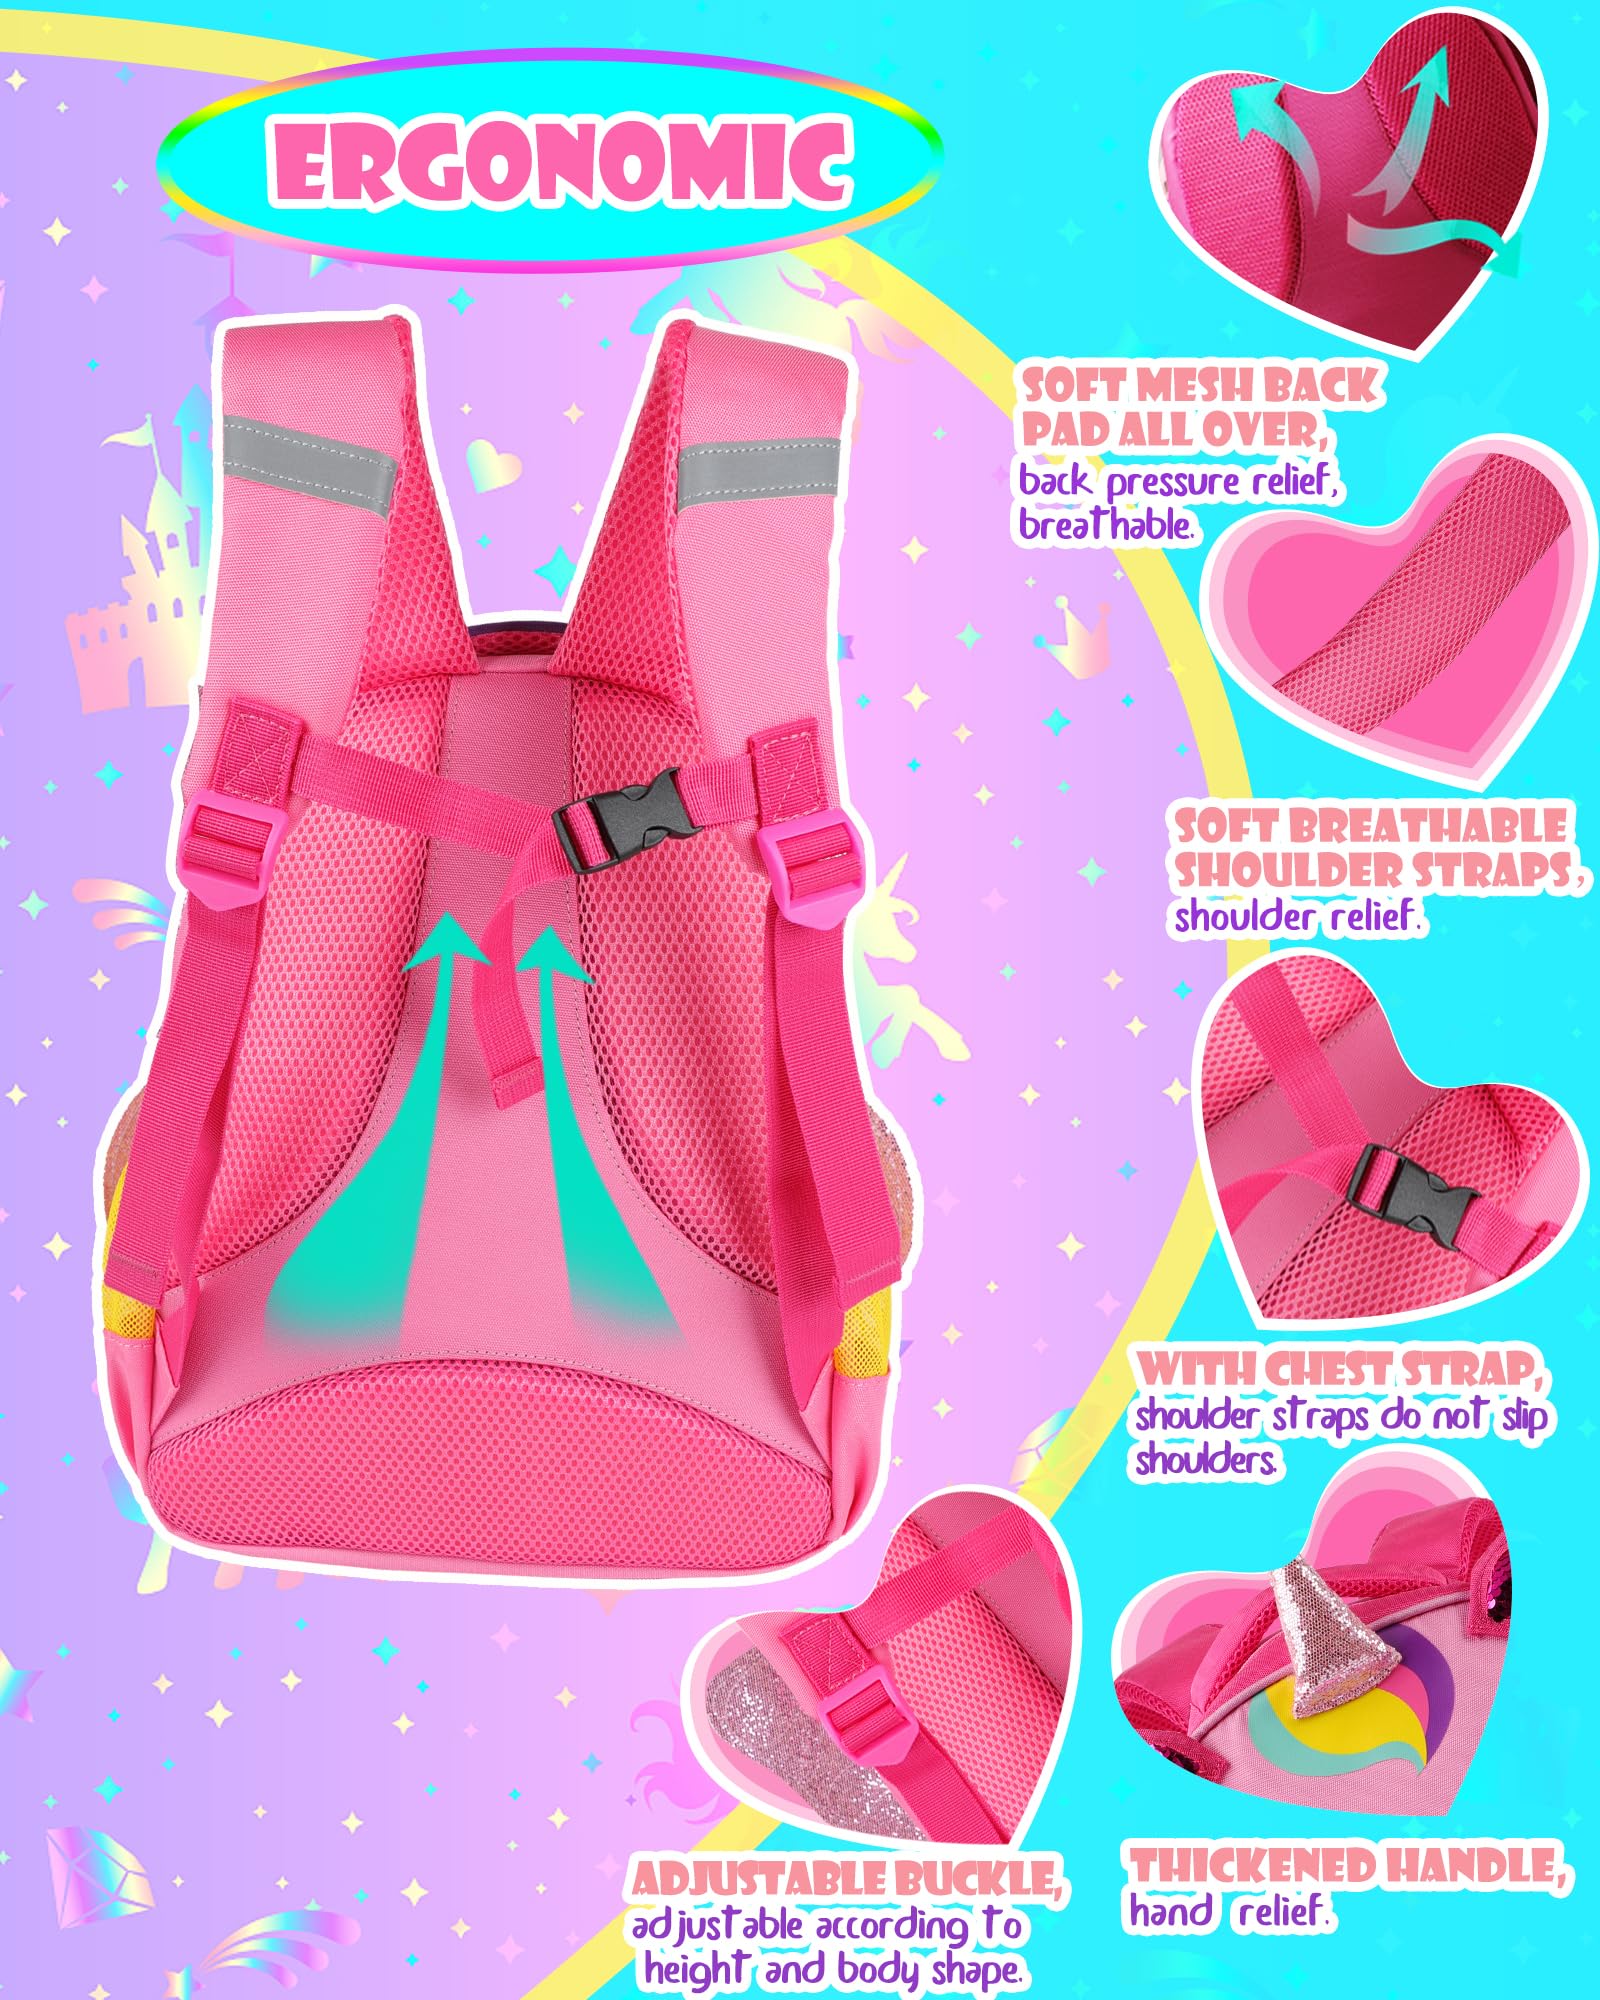 ERGONOMIC
SOFT MESH BACK
PAD ALL OVER,
back pressure relief,
breathable.
SOFT BREATHABLE
SHOULDER STRAPS,
shoulder relief.
WITH CHEST STRAP,
shoulder straps do not slip
shoulders.
ADJUSTABLE BUCKLE,
adjustable according to
height and body shape.
THICKENED HANDLE,
hand relief.